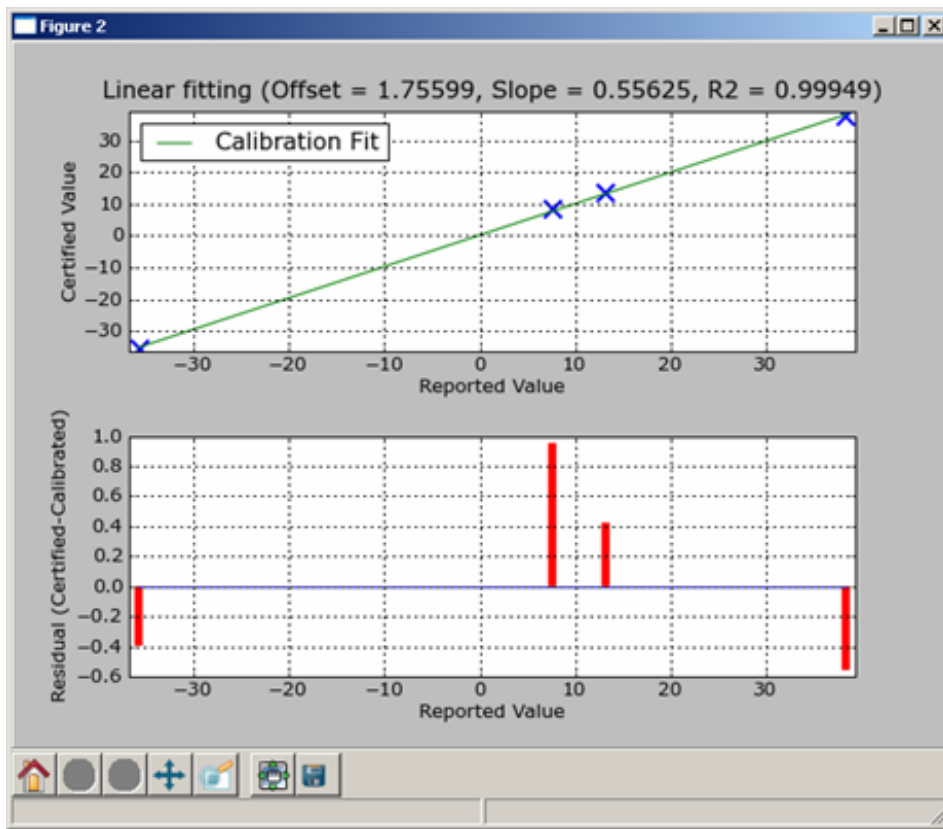 Figure 2
Linear fitting (Offset = 1.75599, Slope = 0.55625, R2 = 0.99949)
Calibration Fit
Certified Value
30
20
10
0
−10
−20
−30
−30 −20 −10 0 10 20 30
Reported Value
Residual (Certified-Calibrated)
1.0
0.8
0.6
0.4
0.2
0.0
−0.2
−0.4
−0.6
−30 −20 −10 0 10 20 30
Reported Value